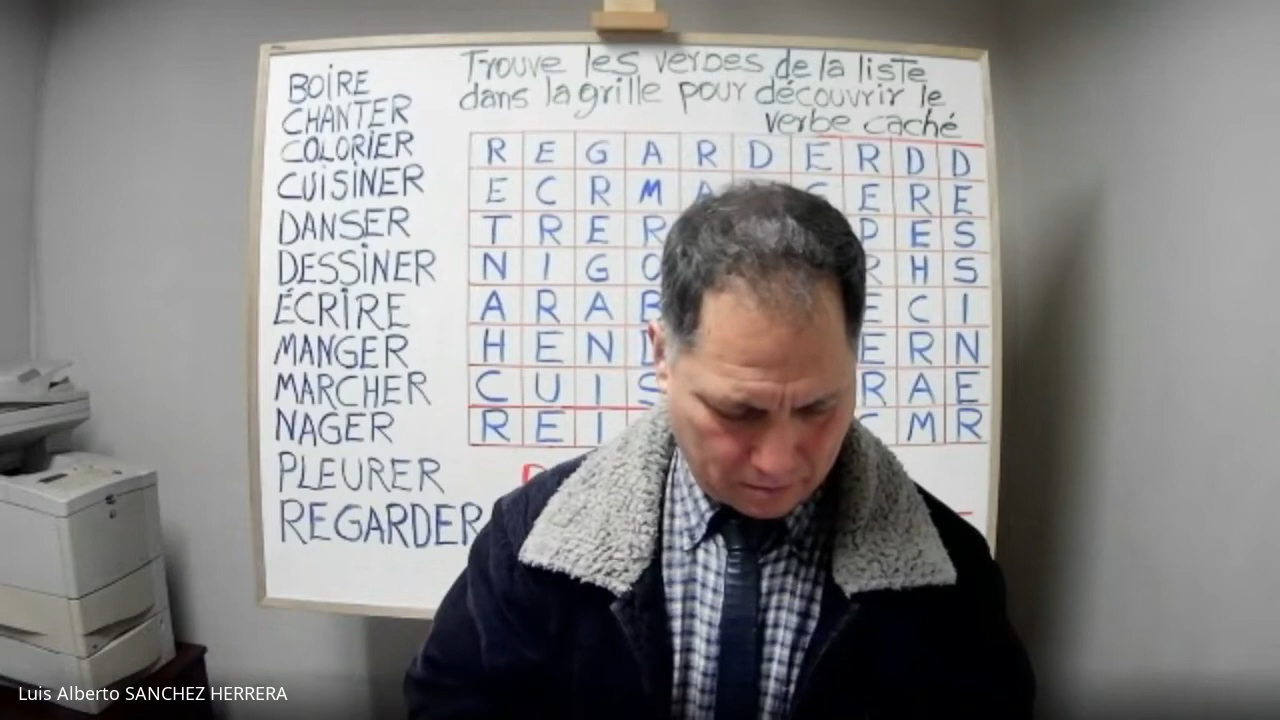 BOIRE
CHANTER
COLORIER
CUISINER
DANSER
DESSINER
ÉCRIRE
MANGER
MARCHER
NAGER
PLEURER
REGARDER
Trouve les verbes de la liste
dans la grille pour découvrir le
verbe caché
R E G A R D E R D D
E C R M E R E
T R E R P E S
N I G O R H S
A R A B E C I
H E N E R N
C U I S R A E
R E I C M R
Luis Alberto SANCHEZ HERRERA